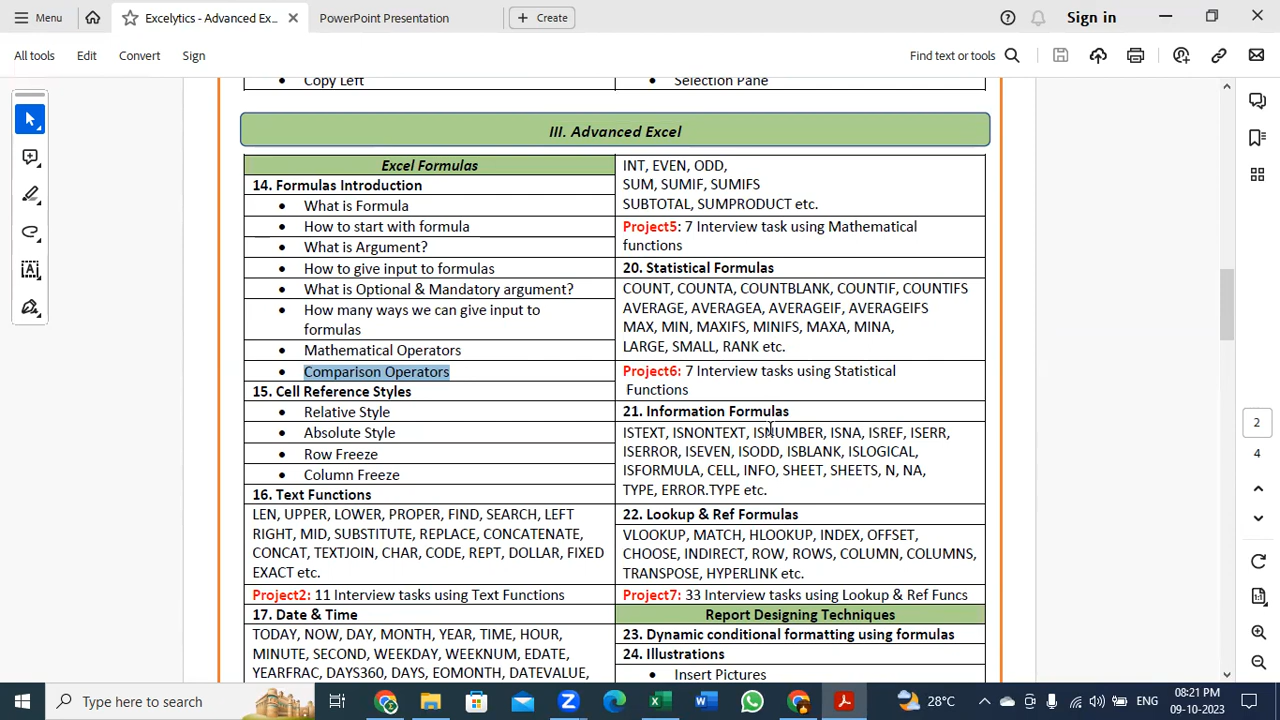 Menu
Excelytics - Advanced Ex...
PowerPoint Presentation
Create
Sign in
All tools
Edit
Convert
Sign
Find text or tools
Copy Left
Selection Pane
III. Advanced Excel
Excel Formulas
14. Formulas Introduction
What is Formula
How to start with formula
What is Argument?
How to give input to formulas
What is Optional & Mandatory argument?
How many ways we can give input to
formulas
Mathematical Operators
Comparison Operators
15. Cell Reference Styles
Relative Style
Absolute Style
Row Freeze
Column Freeze
16. Text Functions
LEN, UPPER, LOWER, PROPER, FIND, SEARCH, LEFT
RIGHT, MID, SUBSTITUTE, REPLACE, CONCATENATE,
CONCAT, TEXTJOIN, CHAR, CODE, REPT, DOLLAR, FIXED
EXACT etc.
Project2: 11 Interview tasks using Text Functions
17. Date & Time
TODAY, NOW, DAY, MONTH, YEAR, TIME, HOUR,
MINUTE, SECOND, WEEKDAY, WEEKNUM, EDATE,
YEARFRAC, DAYS360, DAYS, EOMONTH, DATEVALUE,
INT, EVEN, ODD,
SUM, SUMIF, SUMIFS
SUBTOTAL, SUMPRODUCT etc.
Project5: 7 Interview task using Mathematical
functions
20. Statistical Formulas
COUNT, COUNTA, COUNTBLANK, COUNTIF, COUNTIFS
AVERAGE, AVERAGEA, AVERAGEIF, AVERAGEIFS
MAX, MIN, MAXIFS, MINIFS, MAXA, MINA,
LARGE, SMALL, RANK etc.
Project6: 7 Interview tasks using Statistical
Functions
21. Information Formulas
ISTEXT, ISNONTEXT, ISNUMBER, ISNA, ISREF, ISERR,
ISERROR, ISEVEN, ISODD, ISBLANK, ISLOGICAL,
ISFORMULA, CELL, INFO, SHEET, SHEETS, N, NA,
TYPE, ERROR.TYPE etc.
22. Lookup & Ref Formulas
VLOOKUP, MATCH, HLOOKUP, INDEX, OFFSET,
CHOOSE, INDIRECT, ROW, ROWS, COLUMN, COLUMNS,
TRANSPOSE, HYPERLINK etc.
Project7: 33 Interview tasks using Lookup & Ref Funcs
Report Designing Techniques
23. Dynamic conditional formatting using formulas
24. Illustrations
Insert Pictures
2
4
Type here to search
28°C
ENG
08:21 PM
09-10-2023